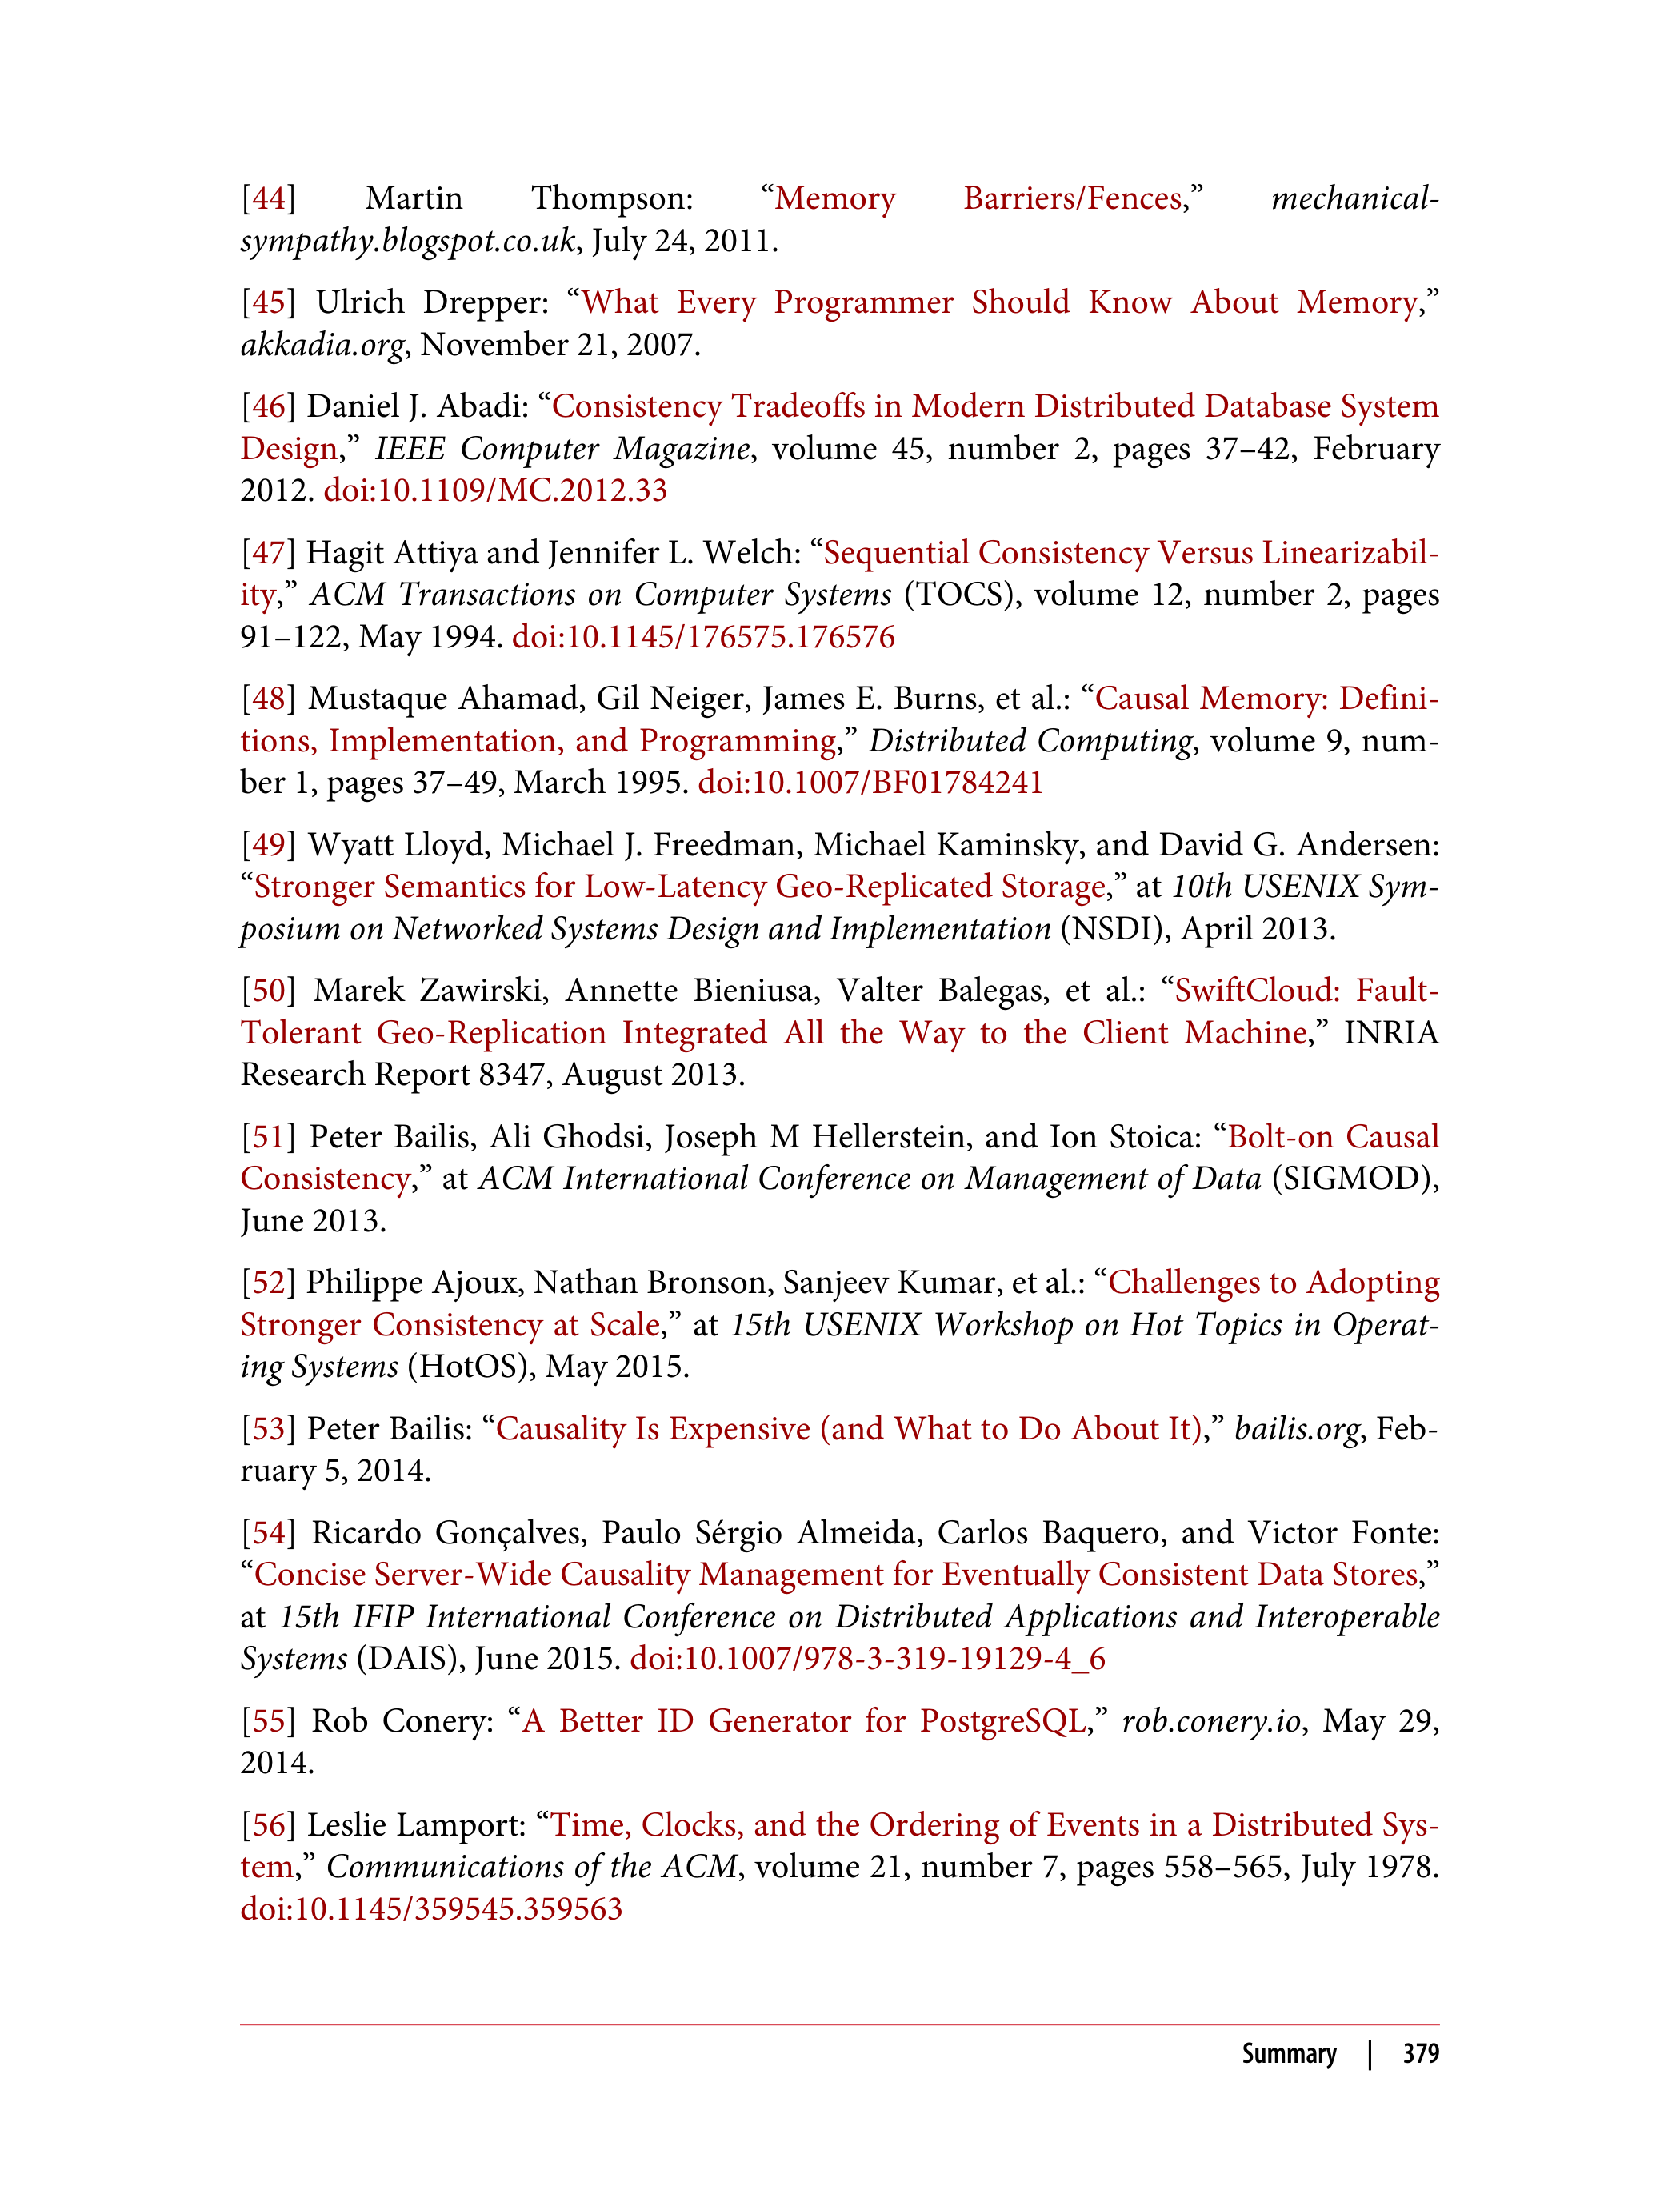 [44] Martin Thompson: “Memory Barriers/Fences,” mechanical-
sympathy.blogspot.co.uk, July 24, 2011.
[45] Ulrich Drepper: “What Every Programmer Should Know About Memory,”
akkadia.org, November 21, 2007.
[46] Daniel J. Abadi: “Consistency Tradeoffs in Modern Distributed Database System
Design,” IEEE Computer Magazine, volume 45, number 2, pages 37–42, February
2012. doi:10.1109/MC.2012.33
[47] Hagit Attiya and Jennifer L. Welch: “Sequential Consistency Versus Linearizabil-
ity,” ACM Transactions on Computer Systems (TOCS), volume 12, number 2, pages
91–122, May 1994. doi:10.1145/176575.176576
[48] Mustaque Ahamad, Gil Neiger, James E. Burns, et al.: “Causal Memory: Defini-
tions, Implementation, and Programming,” Distributed Computing, volume 9, num-
ber 1, pages 37–49, March 1995. doi:10.1007/BF01784241
[49] Wyatt Lloyd, Michael J. Freedman, Michael Kaminsky, and David G. Andersen:
“Stronger Semantics for Low-Latency Geo-Replicated Storage,” at 10th USENIX Sym-
posium on Networked Systems Design and Implementation (NSDI), April 2013.
[50] Marek Zawirski, Annette Bieniusa, Valter Balegas, et al.: “SwiftCloud: Fault-
Tolerant Geo-Replication Integrated All the Way to the Client Machine,” INRIA
Research Report 8347, August 2013.
[51] Peter Bailis, Ali Ghodsi, Joseph M Hellerstein, and Ion Stoica: “Bolt-on Causal
Consistency,” at ACM International Conference on Management of Data (SIGMOD),
June 2013.
[52] Philippe Ajoux, Nathan Bronson, Sanjeev Kumar, et al.: “Challenges to Adopting
Stronger Consistency at Scale,” at 15th USENIX Workshop on Hot Topics in Operat-
ing Systems (HotOS), May 2015.
[53] Peter Bailis: “Causality Is Expensive (and What to Do About It),” bailis.org, Feb-
ruary 5, 2014.
[54] Ricardo Gonçalves, Paulo Sérgio Almeida, Carlos Baquero, and Victor Fonte:
“Concise Server-Wide Causality Management for Eventually Consistent Data Stores,”
at 15th IFIP International Conference on Distributed Applications and Interoperable
Systems (DAIS), June 2015. doi:10.1007/978-3-319-19129-4_6
[55] Rob Conery: “A Better ID Generator for PostgreSQL,” rob.conery.io, May 29,
2014.
[56] Leslie Lamport: “Time, Clocks, and the Ordering of Events in a Distributed Sys-
tem,” Communications of the ACM, volume 21, number 7, pages 558–565, July 1978.
doi:10.1145/359545.359563
Summary | 379